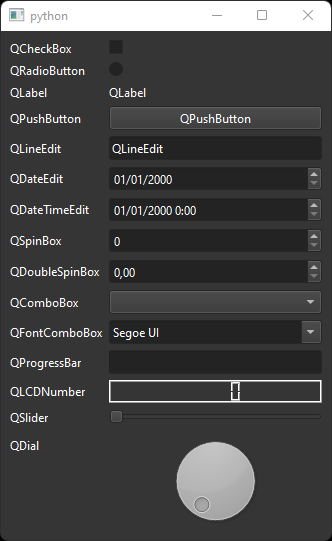 python
QCheckBox
QRadioButton
QLabel QLabel
QPushButton QPushButton
QLineEdit QLineEdit
QDateEdit 01/01/2000
QDateTimeEdit 01/01/2000 0:00
QSpinBox 0
QDoubleSpinBox 0,00
QComboBox
QFontComboBox Segoe UI
QProgressBar
QLCDNumber 0
QSlider
QDial